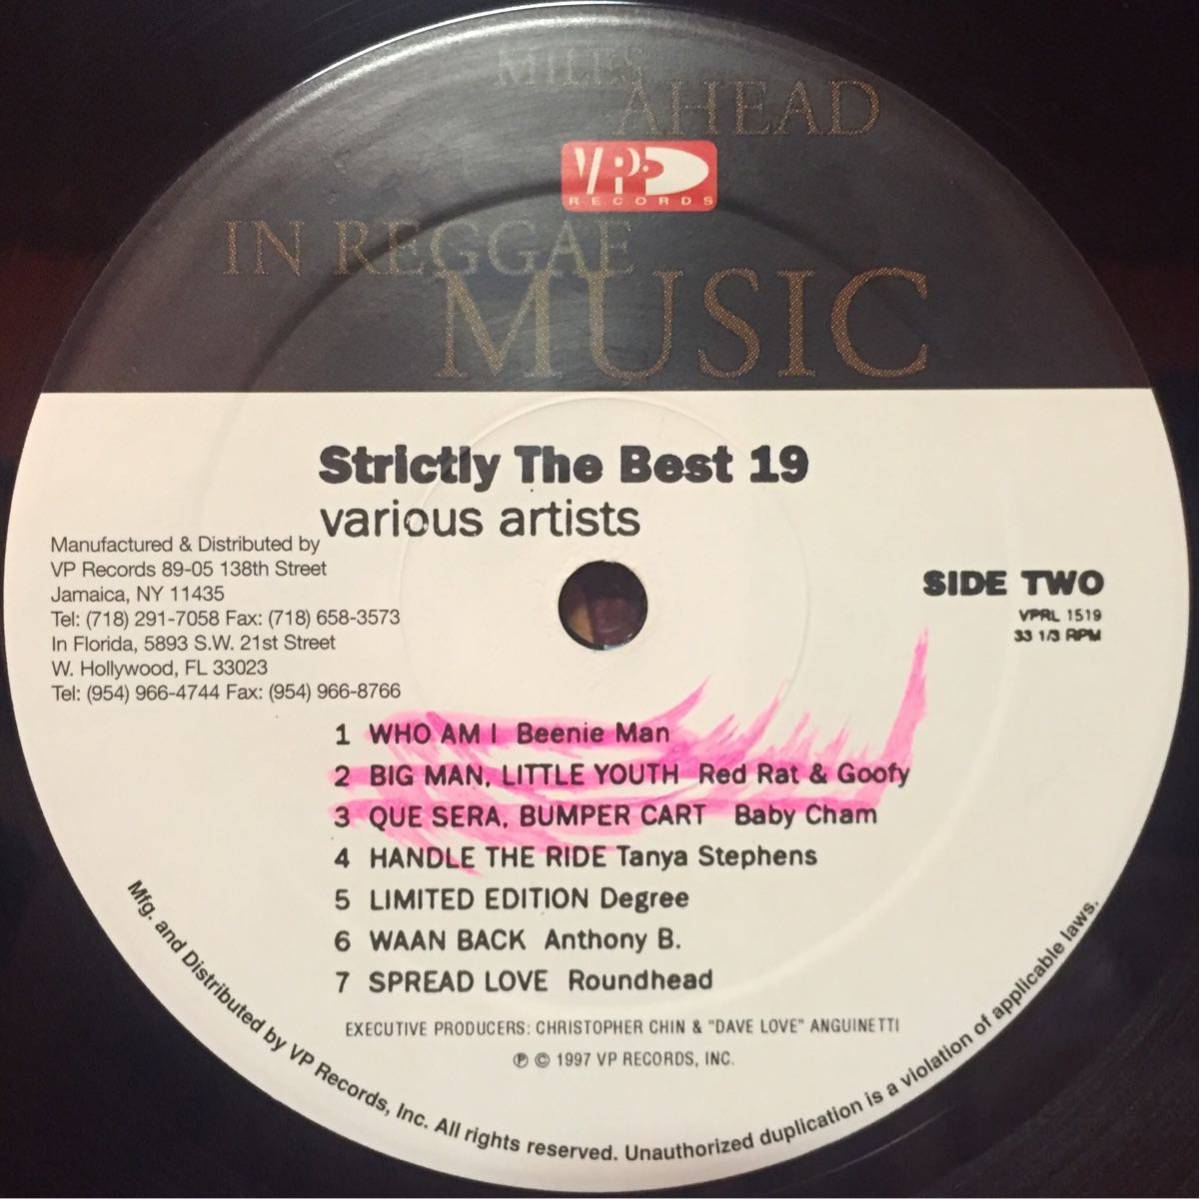 MILES
AHEAD
VP
RECORDS
IN REGGAE
MUSIC
Strictly The Best 19
various artists
Manufactured & Distributed by
VP Records 89-05 138th Street
Jamaica, NY 11435
Tel: (718) 291-7058 Fax: (718) 658-3573
In Florida, 5893 S.W. 21st Street
W. Hollywood, FL 33023
Tel: (954) 966-4744 Fax: (954) 966-8766
SIDE TWO
VPRL 1519
33 1/3 RPM
1 WHO AM I Beenie Man
2 BIG MAN, LITTLE YOUTH Red Rat & Goofy
3 QUE SERA, BUMPER CART Baby Cham
4 HANDLE THE RIDE Tanya Stephens
5 LIMITED EDITION Degree
6 WAAN BACK Anthony B.
7 SPREAD LOVE Roundhead
EXECUTIVE PRODUCERS: CHRISTOPHER CHIN & "DAVE LOVE" ANGUINETTI
℗ © 1997 VP RECORDS, INC.
Mfg. and Distributed by VP Records, Inc. All rights reserved. Unauthorized duplication is a violation of applicable laws.